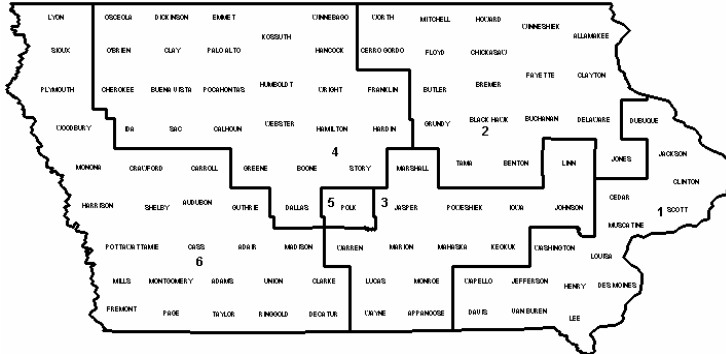 LYON OSCEOLA DICKINSON EMMET WINNEBAGO WORTH MITCHELL HOWARD WINNESHIEK ALLAMAKEE
KOSSUTH
SIOUX O'BRIEN CLAY PALO ALTO HANCOCK CERRO GORDO FLOYD CHICKASAW
PLYMOUTH CHEROKEE BUENA VISTA POCAHONTAS HUMBOLDT WRIGHT FRANKLIN BUTLER BREMER FAYETTE CLAYTON
WOODBURY IDA SAC CALHOUN WEBSTER HAMILTON HARDIN GRUNDY BLACK HAWK BUCHANAN DELAWARE DUBUQUE
4 2
MONONA CRAWFORD CARROLL GREENE BOONE STORY MARSHALL TAMA BENTON LINN JONES JACKSON
CLINTON
HARRISON SHELBY AUDUBON GUTHRIE DALLAS 5 POLK 3 JASPER POWESHIEK IOWA JOHNSON CEDAR 1 SCOTT
MUSCATINE
POTTAWATTAMIE CASS ADAIR MADISON WARREN MARION MAHASKA KEOKUK WASHINGTON LOUISA
6
MILLS MONTGOMERY ADAMS UNION CLARKE LUCAS MONROE WAPELLO JEFFERSON HENRY DES MOINES
FREMONT PAGE TAYLOR RINGGOLD DECATUR WAYNE APPANOOSE DAVIS VAN BUREN LEE